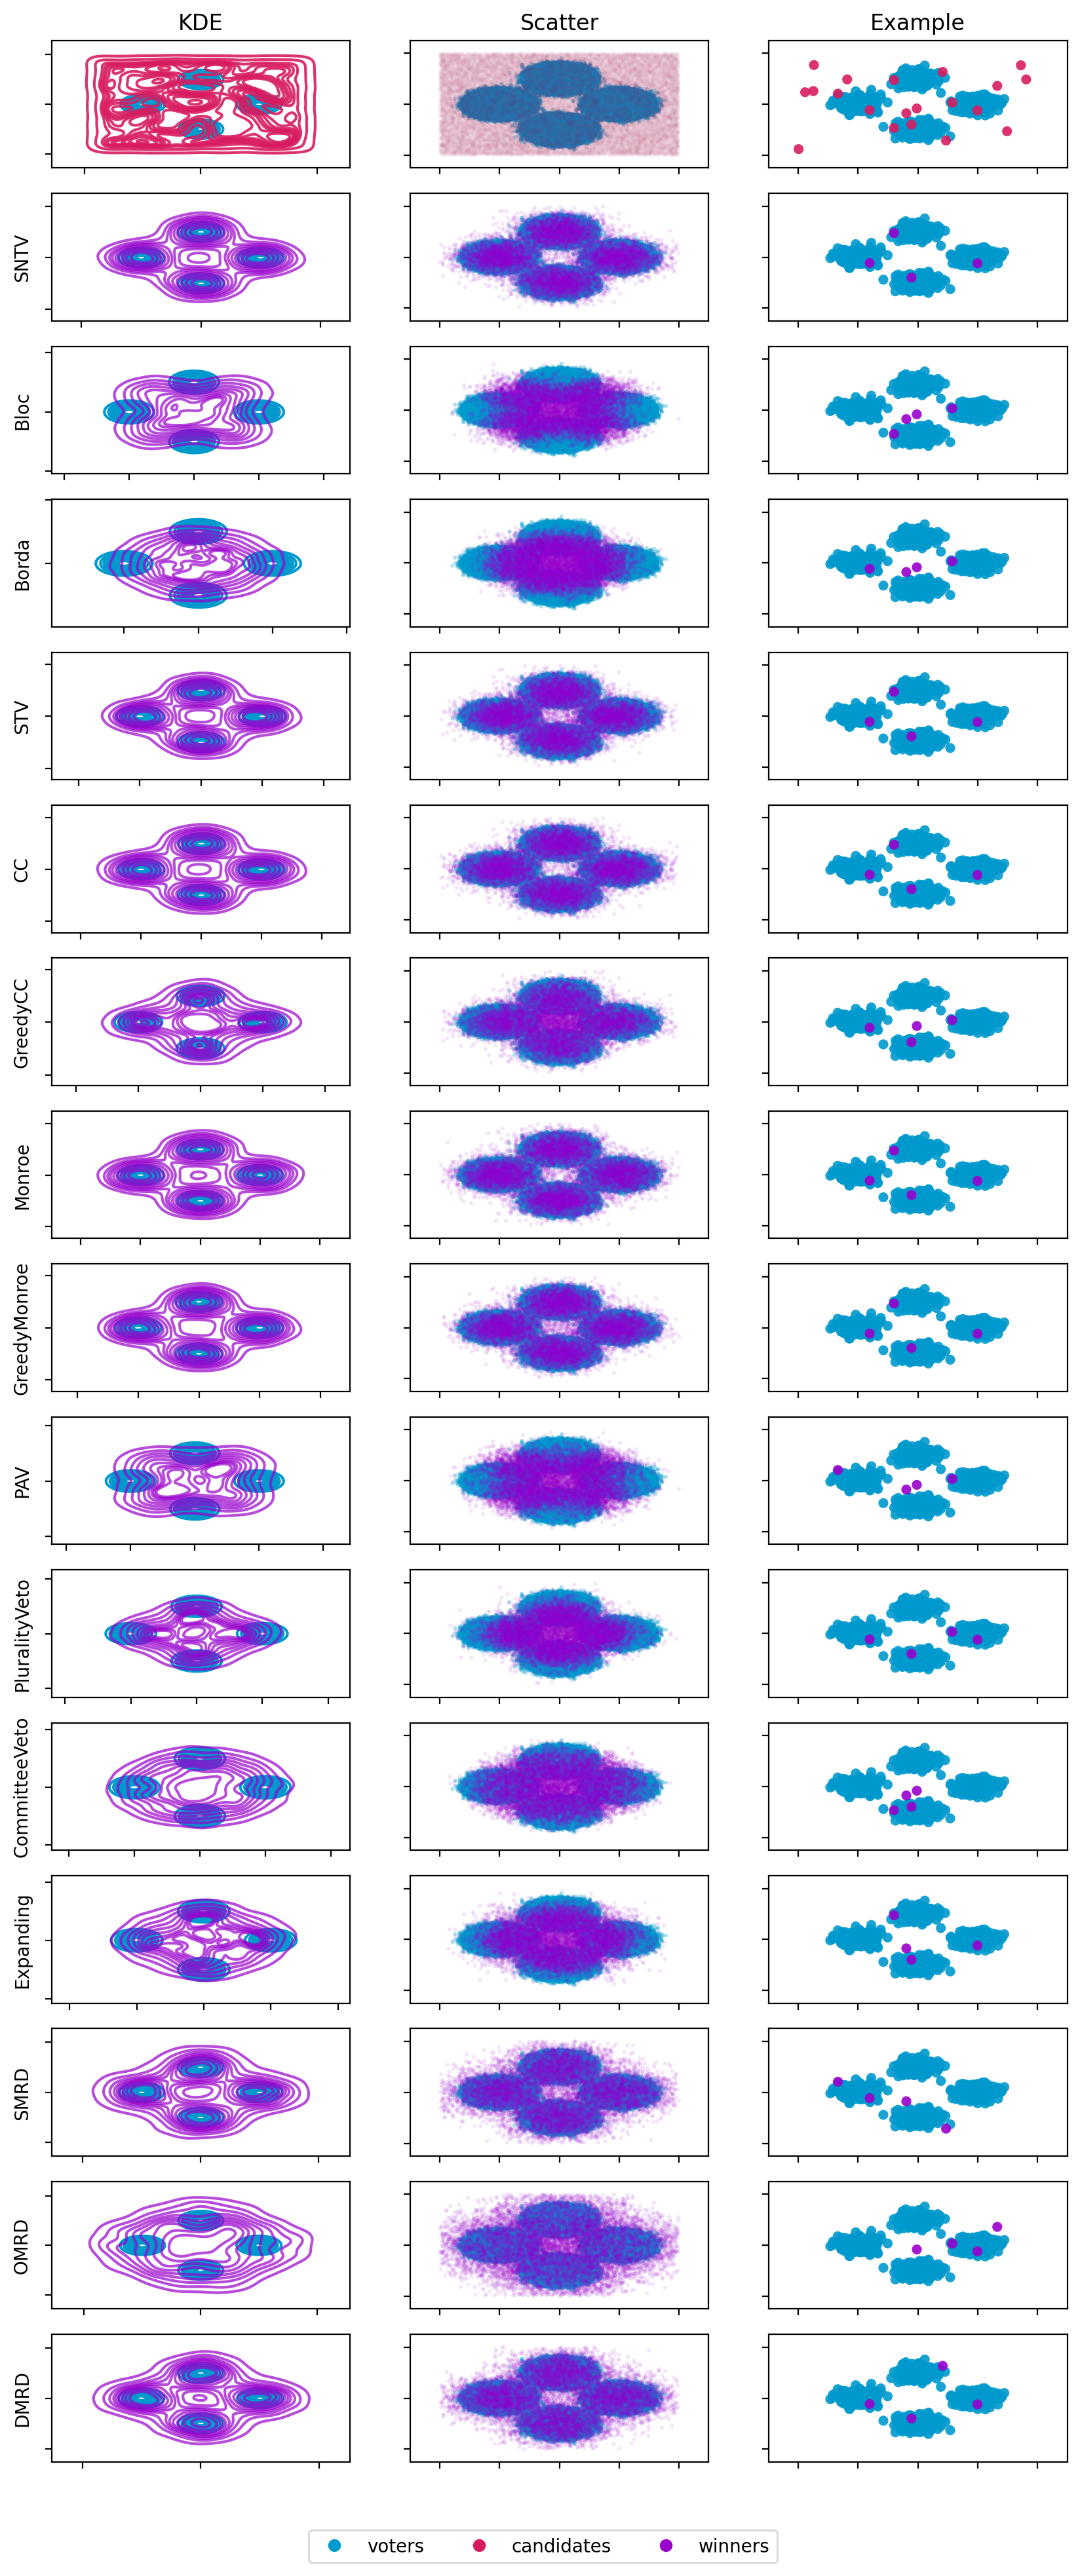 KDE Scatter Example
SNTV
Bloc
Borda
STV
CC
GreedyCC
Monroe
GreedyMonroe
PAV
PluralityVeto
CommitteeVeto
Expanding
SMRD
OMRD
DMRD
voters candidates winners